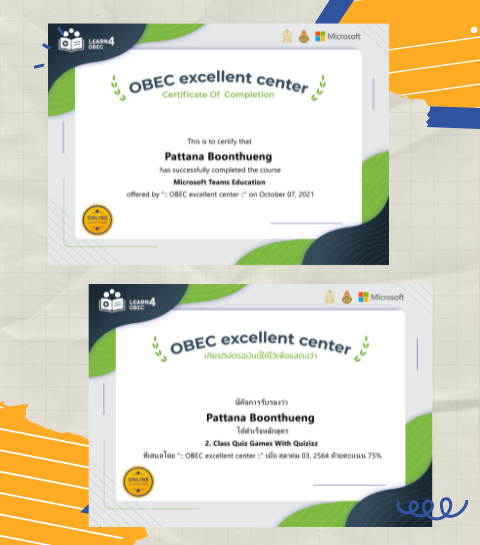 LEARN4
OBEC
Microsoft
OBEC excellent center
Certificate Of Completion
This is to certify that
Pattana Boonthueng
has successfully completed the course
Microsoft Teams Education
offered by ":: OBEC excellent center ::" on October 07, 2021
ONLINE
LEARN4
OBEC
Microsoft
OBEC excellent center
เกียรติบัตรฉบับนี้ให้ไว้เพื่อแสดงว่า
นี่คือการรับรองว่า
Pattana Boonthueng
ได้สำเร็จหลักสูตร
2. Class Quiz Games With Quizizz
ที่เสนอโดย ":: OBEC excellent center ::" เมื่อ ตุลาคม 03, 2564 ด้วยคะแนน 75%
ONLINE